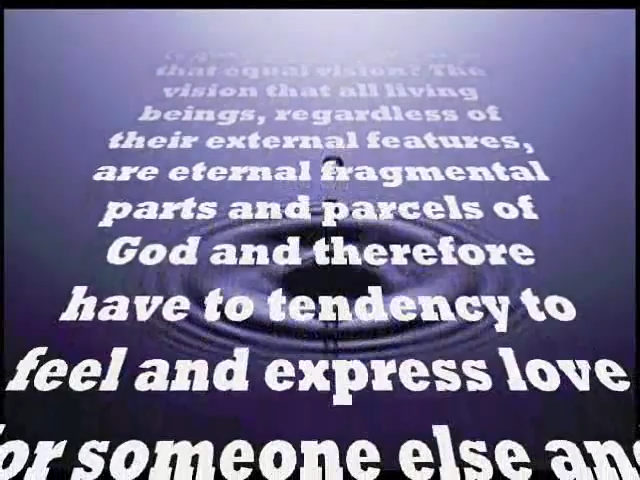 that equal vision? The
vision that all living
beings, regardless of
their external features,
are eternal fragmental
parts and parcels of
God and therefore
have to tendency to
feel and express love
for someone else and